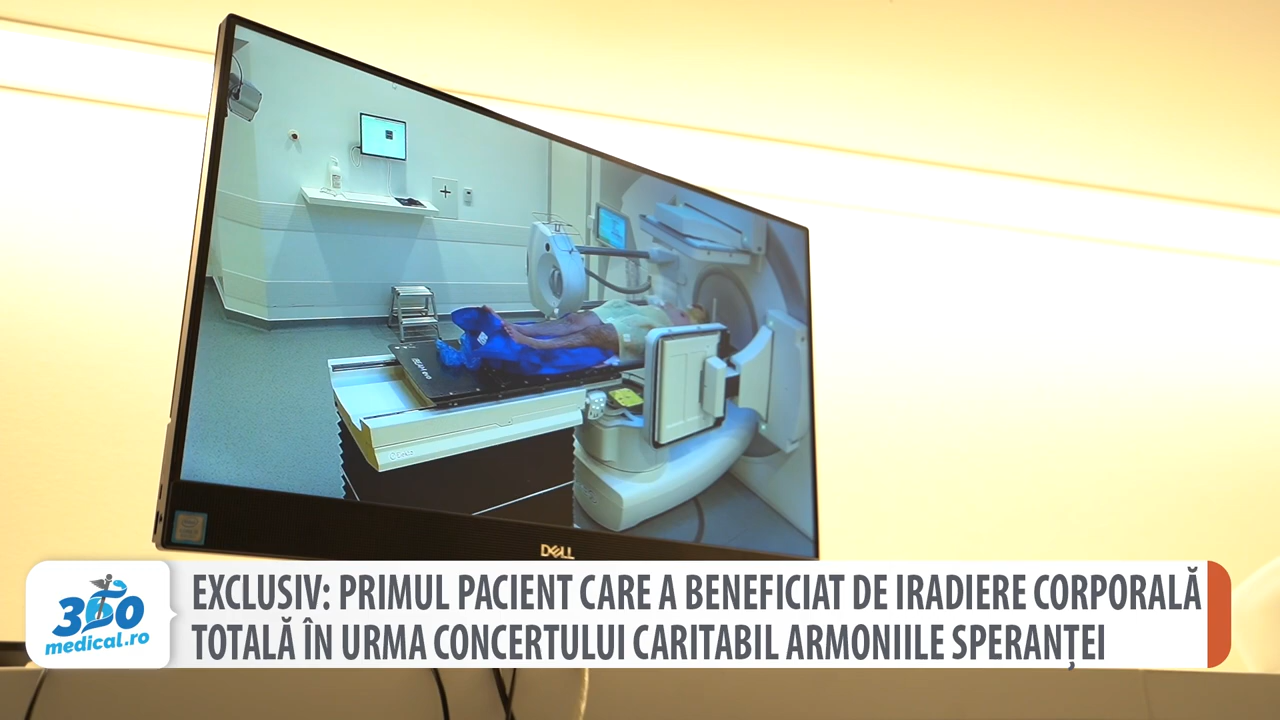 DELL
EXCLUSIV: PRIMUL PACIENT CARE A BENEFICIAT DE IRADIERE CORPORALĂ
TOTALĂ ÎN URMA CONCERTULUI CARITABIL ARMONIILE SPERANȚEI
360
medical.ro